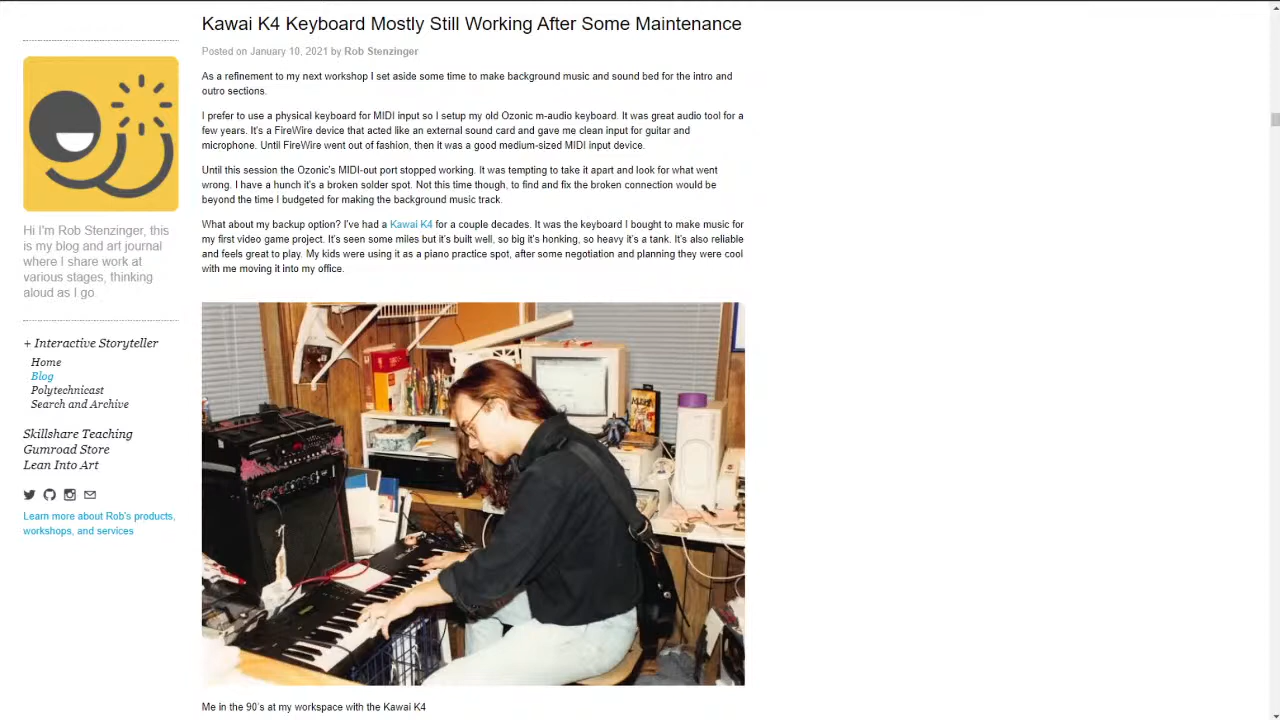 Kawai K4 Keyboard Mostly Still Working After Some Maintenance
Posted on January 10, 2021 by Rob Stenzinger
As a refinement to my next workshop I set aside some time to make background music and sound bed for the intro and
outro sections.
I prefer to use a physical keyboard for MIDI input so I setup my old Ozonic m-audio keyboard. It was great audio tool for a
few years. It's a FireWire device that acted like an external sound card and gave me clean input for guitar and
microphone. Until FireWire went out of fashion, then it was a good medium-sized MIDI input device.
Until this session the Ozonic's MIDI-out port stopped working. It was tempting to take it apart and look for what went
wrong. I have a hunch it's a broken solder spot. Not this time though, to find and fix the broken connection would be
beyond the time I budgeted for making the background music track.
What about my backup option? I've had a Kawai K4 for a couple decades. It was the keyboard I bought to make music for
my first video game project. It's seen some miles but it's built well, so big it's honking, so heavy it's a tank. It's also reliable
and feels great to play. My kids were using it as a piano practice spot, after some negotiation and planning they were cool
with me moving it into my office.
Me in the 90's at my workspace with the Kawai K4
Hi I'm Rob Stenzinger, this
is my blog and art journal
where I share work at
various stages, thinking
aloud as I go.
+ Interactive Storyteller
Home
Blog
Polytechnicast
Search and Archive
Skillshare Teaching
Gumroad Store
Lean Into Art
Learn more about Rob's products,
workshops, and services